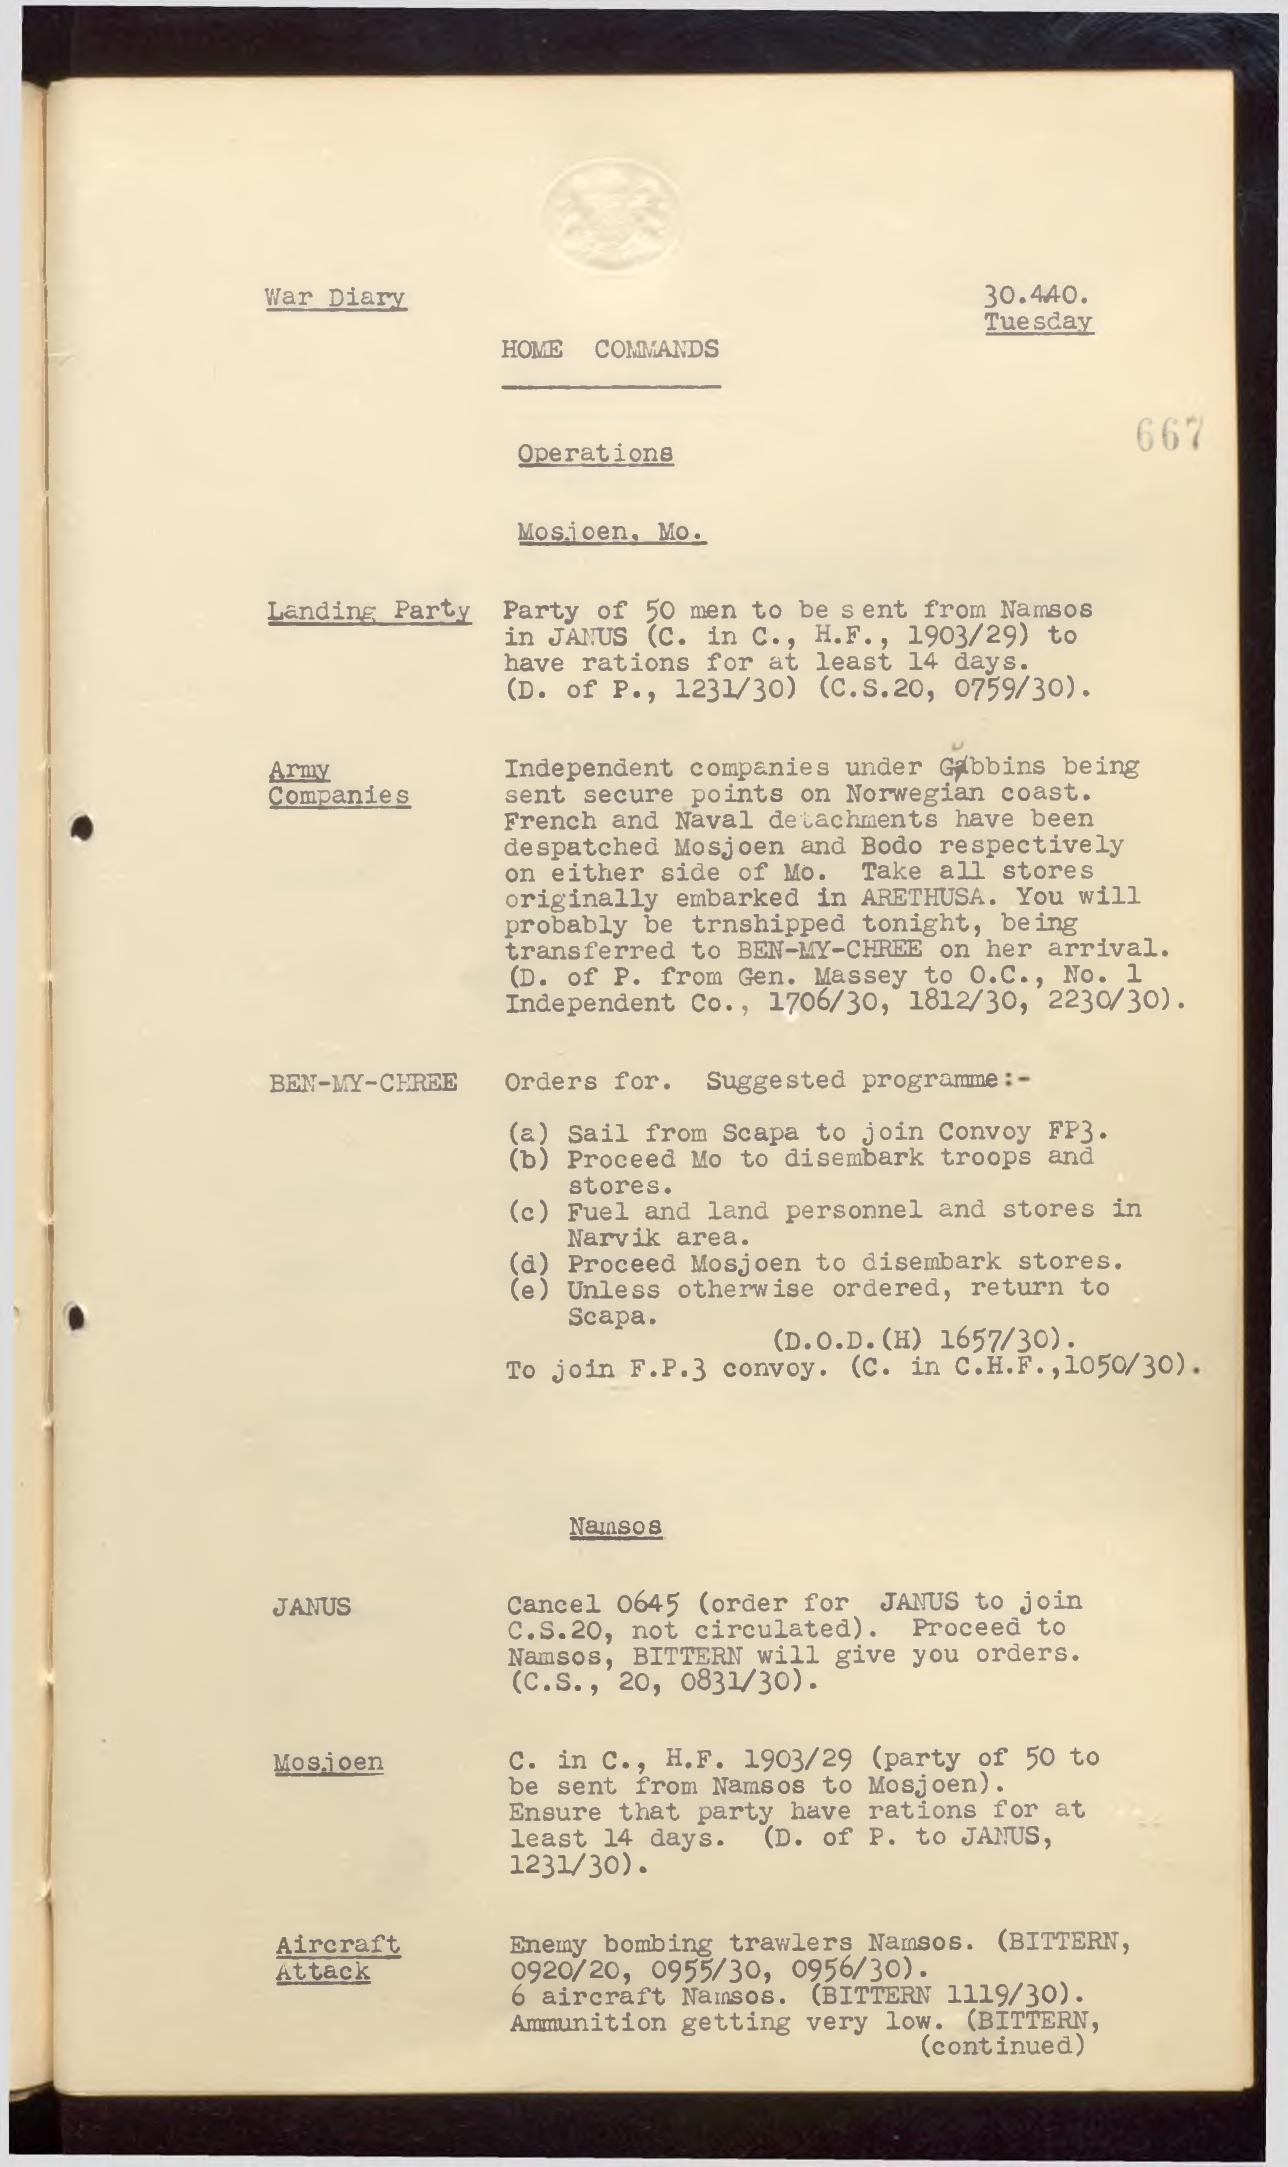 War Diary
30.4.40.
Tuesday
HOME COMMANDS
667
Operations
Mosjoen, Mo.
Landing Party
Party of 50 men to be s ent from Namsos
in JANUS (C. in C., H.F., 1903/29) to
have rations for at least 14 days.
(D. of P., 1231/30) (C.S.20, 0759/30).
Army
Companies
Independent companies under Gubbins being
sent secure points on Norwegian coast.
French and Naval detachments have been
despatched Mosjoen and Bodo respectively
on either side of Mo. Take all stores
originally embarked in ARETHUSA. You will
probably be trnshipped tonight, being
transferred to BEN-MY-CHREE on her arrival.
(D. of P. from Gen. Massey to O.C., No. 1
Independent Co., 1706/30, 1812/30, 2230/30).
BEN-MY-CHREE
Orders for. Suggested programme:-
(a) Sail from Scapa to join Convoy FP3.
(b) Proceed Mo to disembark troops and
stores.
(c) Fuel and land personnel and stores in
Narvik area.
(d) Proceed Mosjoen to disembark stores.
(e) Unless otherwise ordered, return to
Scapa.
(D.O.D.(H) 1657/30).
To join F.P.3 convoy. (C. in C.H.F.,1050/30).
Namsos
JANUS
Cancel 0645 (order for JANUS to join
C.S.20, not circulated). Proceed to
Namsos, BITTERN will give you orders.
(C.S., 20, 0831/30).
Mosjoen
C. in C., H.F. 1903/29 (party of 50 to
be sent from Namsos to Mosjoen).
Ensure that party have rations for at
least 14 days. (D. of P. to JANUS,
1231/30).
Aircraft
Attack
Enemy bombing trawlers Namsos. (BITTERN,
0920/20, 0955/30, 0956/30).
6 aircraft Namsos. (BITTERN 1119/30).
Ammunition getting very low. (BITTERN,
(continued)